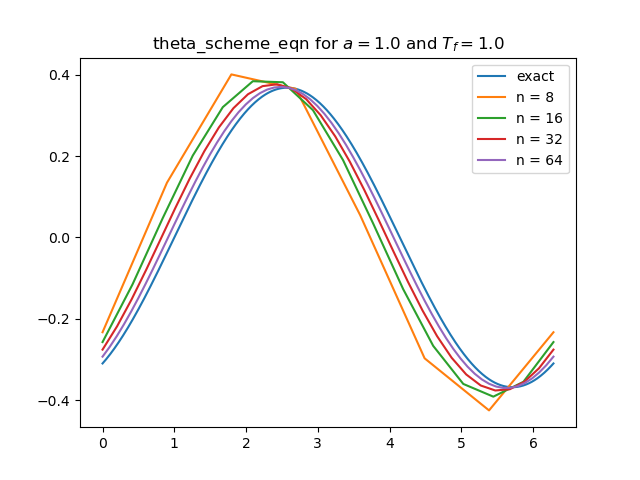 theta_scheme_eqn for a = 1.0 and T_f = 1.0
exact
n = 8
n = 16
n = 32
n = 64
0.4
0.2
0.0
−0.2
−0.4
0 1 2 3 4 5 6